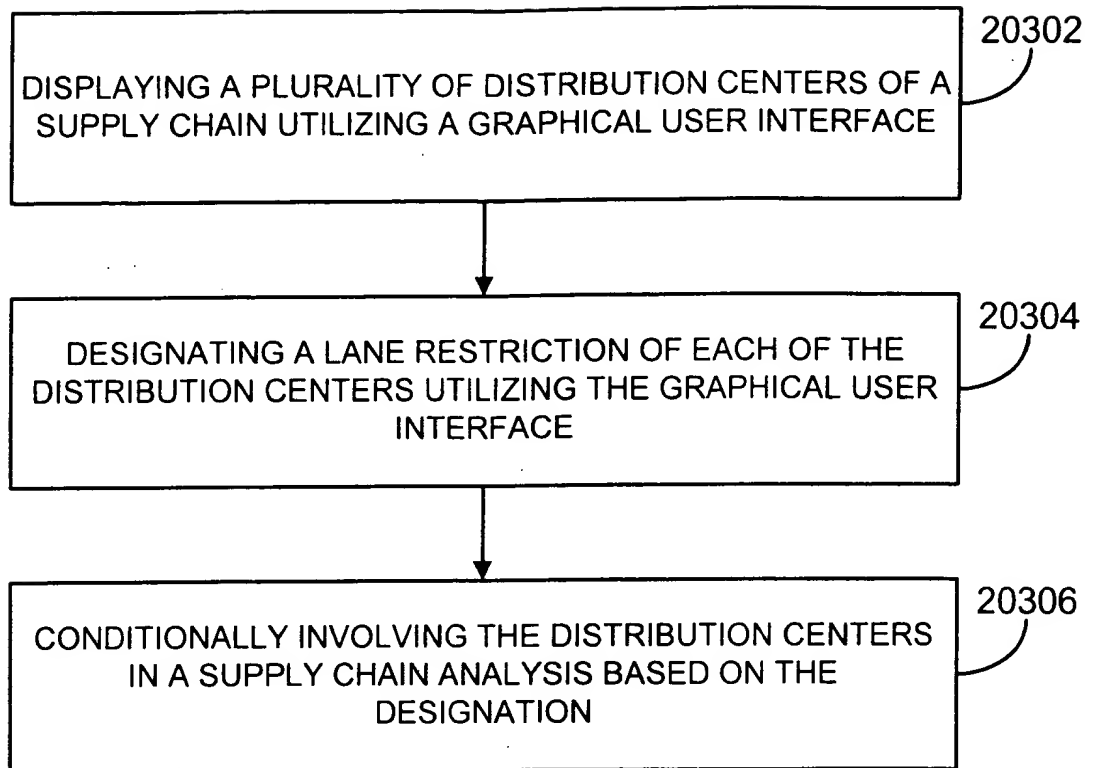 20302
DISPLAYING A PLURALITY OF DISTRIBUTION CENTERS OF A
SUPPLY CHAIN UTILIZING A GRAPHICAL USER INTERFACE
20304
DESIGNATING A LANE RESTRICTION OF EACH OF THE
DISTRIBUTION CENTERS UTILIZING THE GRAPHICAL USER
INTERFACE
20306
CONDITIONALLY INVOLVING THE DISTRIBUTION CENTERS
IN A SUPPLY CHAIN ANALYSIS BASED ON THE
DESIGNATION